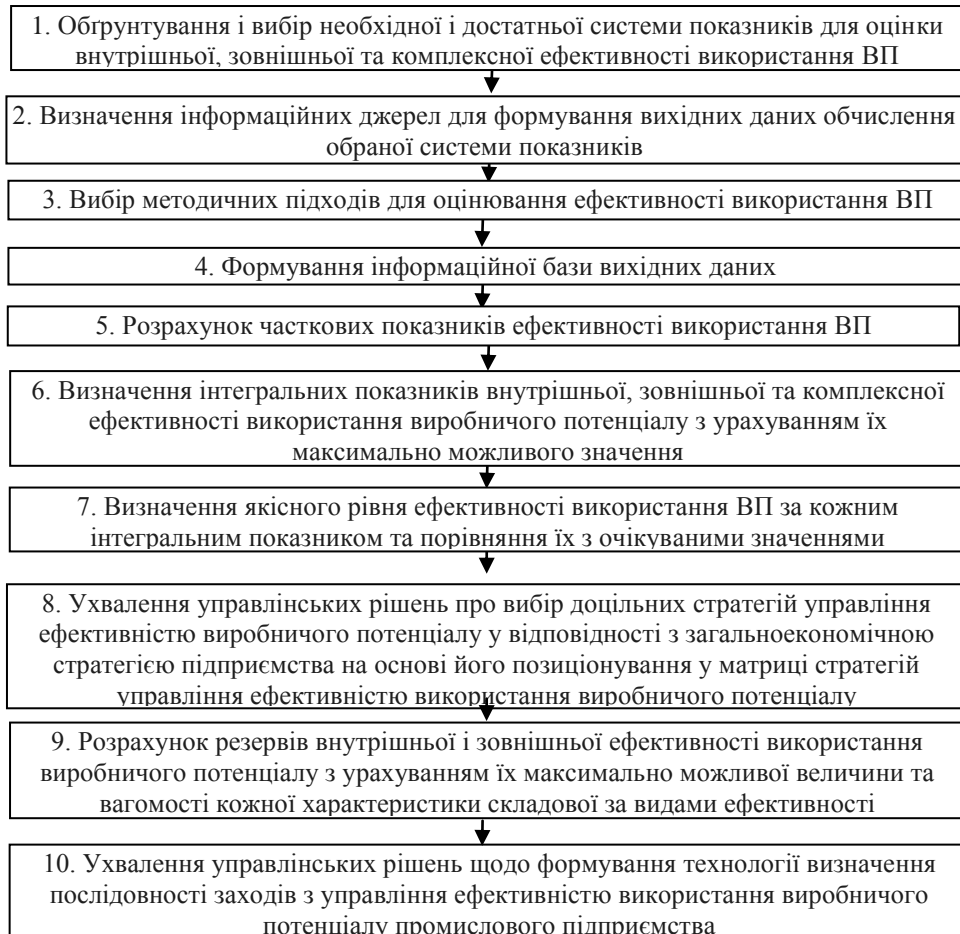 1. Обґрунтування і вибір необхідної і достатньої системи показників для оцінки
внутрішньої, зовнішньої та комплексної ефективності використання ВП
2. Визначення інформаційних джерел для формування вихідних даних обчислення
обраної системи показників
3. Вибір методичних підходів для оцінювання ефективності використання ВП
4. Формування інформаційної бази вихідних даних
5. Розрахунок часткових показників ефективності використання ВП
6. Визначення інтегральних показників внутрішньої, зовнішньої та комплексної
ефективності використання виробничого потенціалу з урахуванням їх
максимально можливого значення
7. Визначення якісного рівня ефективності використання ВП за кожним
інтегральним показником та порівняння їх з очікуваними значеннями
8. Ухвалення управлінських рішень про вибір доцільних стратегій управління
ефективністю виробничого потенціалу у відповідності з загальноекономічною
стратегією підприємства на основі його позиціонування у матриці стратегій
управління ефективністю використання виробничого потенціалу
9. Розрахунок резервів внутрішньої і зовнішньої ефективності використання
виробничого потенціалу з урахуванням їх максимально можливої величини та
вагомості кожної характеристики складової за видами ефективності
10. Ухвалення управлінських рішень щодо формування технології визначення
послідовності заходів з управління ефективністю використання виробничого
потенціалу промислового підприємства